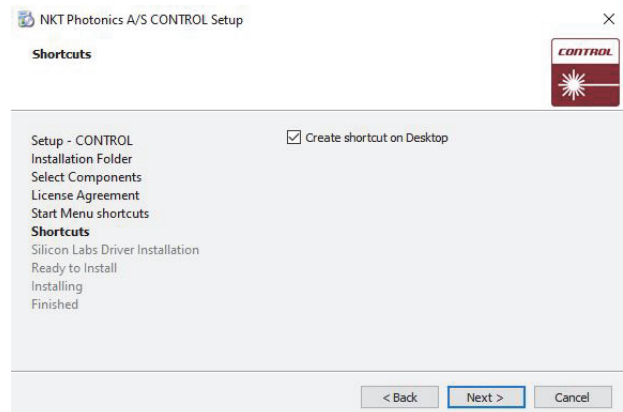 NKT Photonics A/S CONTROL Setup
Shortcuts
CONTROL
Setup - CONTROL
Installation Folder
Select Components
License Agreement
Start Menu shortcuts
Shortcuts
Silicon Labs Driver Installation
Ready to Install
Installing
Finished
Create shortcut on Desktop
< Back
Next >
Cancel